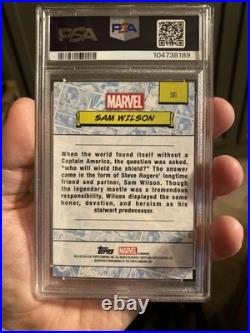 PSA
PSA
104738189
MARVEL
SAM WILSON
When the world found itself without a
Captain America, the question was asked,
"who will wield the shield?" The answer
came in the form of Steve Rogers' longtime
friend and partner, Sam Wilson. Though
the legendary mantle was a tremendous
responsibility, Wilson displayed the same
honor, devotion, and heroism as his
stalwart predecessor.
Topps MARVEL